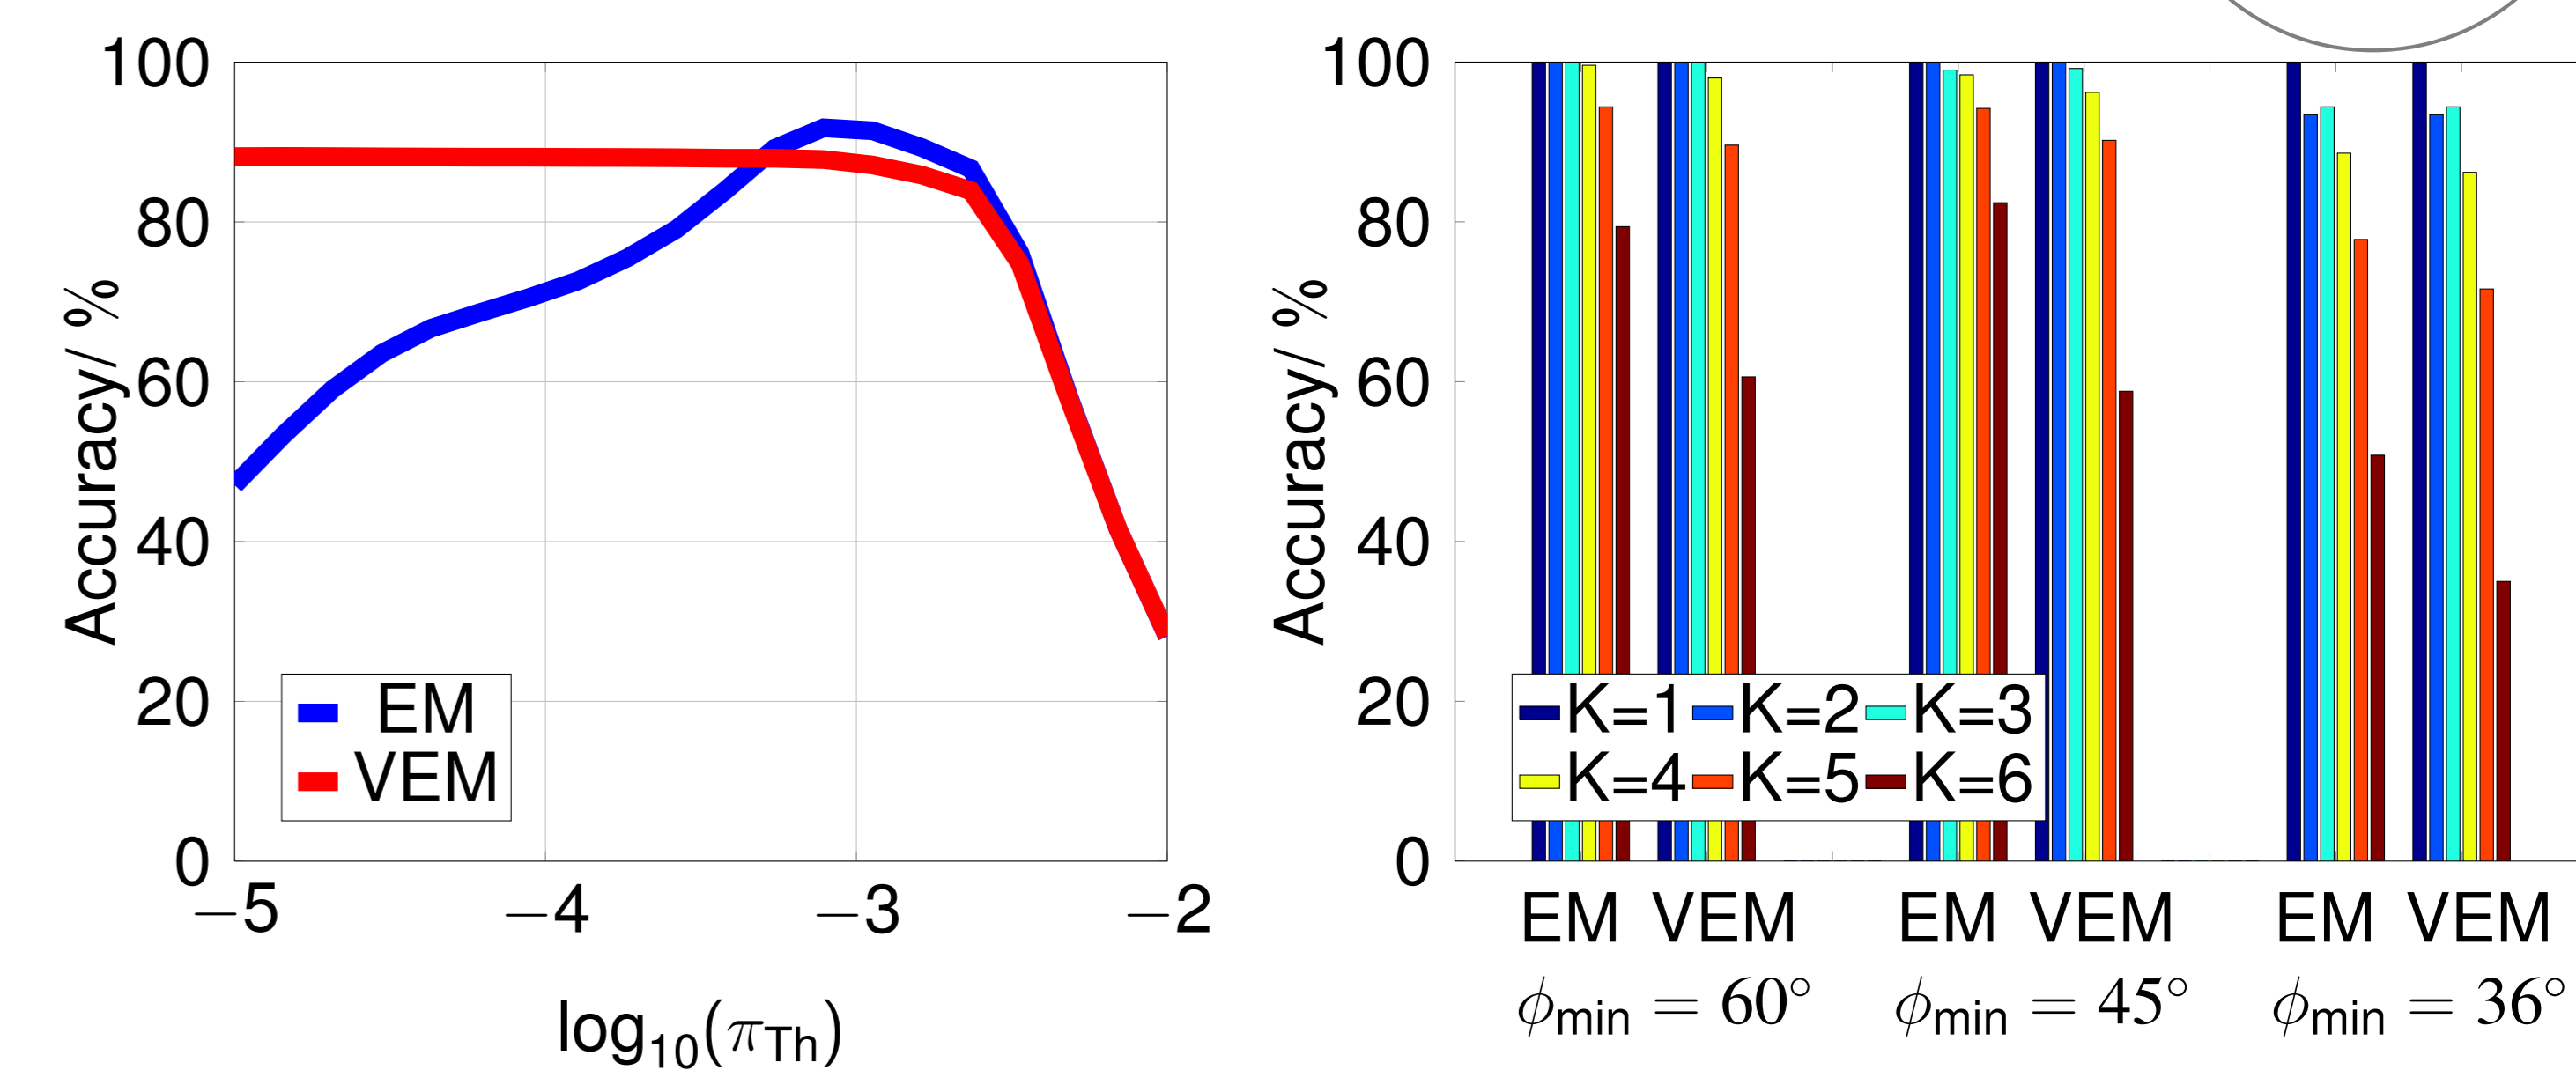 100
80
60
40
20
0
Accuracy/ %
EM
VEM
−5 −4 −3 −2
log₁₀(πTh)
100
80
60
40
20
0
Accuracy/ %
K=1 K=2 K=3
K=4 K=5 K=6
EM VEM EM VEM EM VEM
ϕmin = 60° ϕmin = 45° ϕmin = 36°